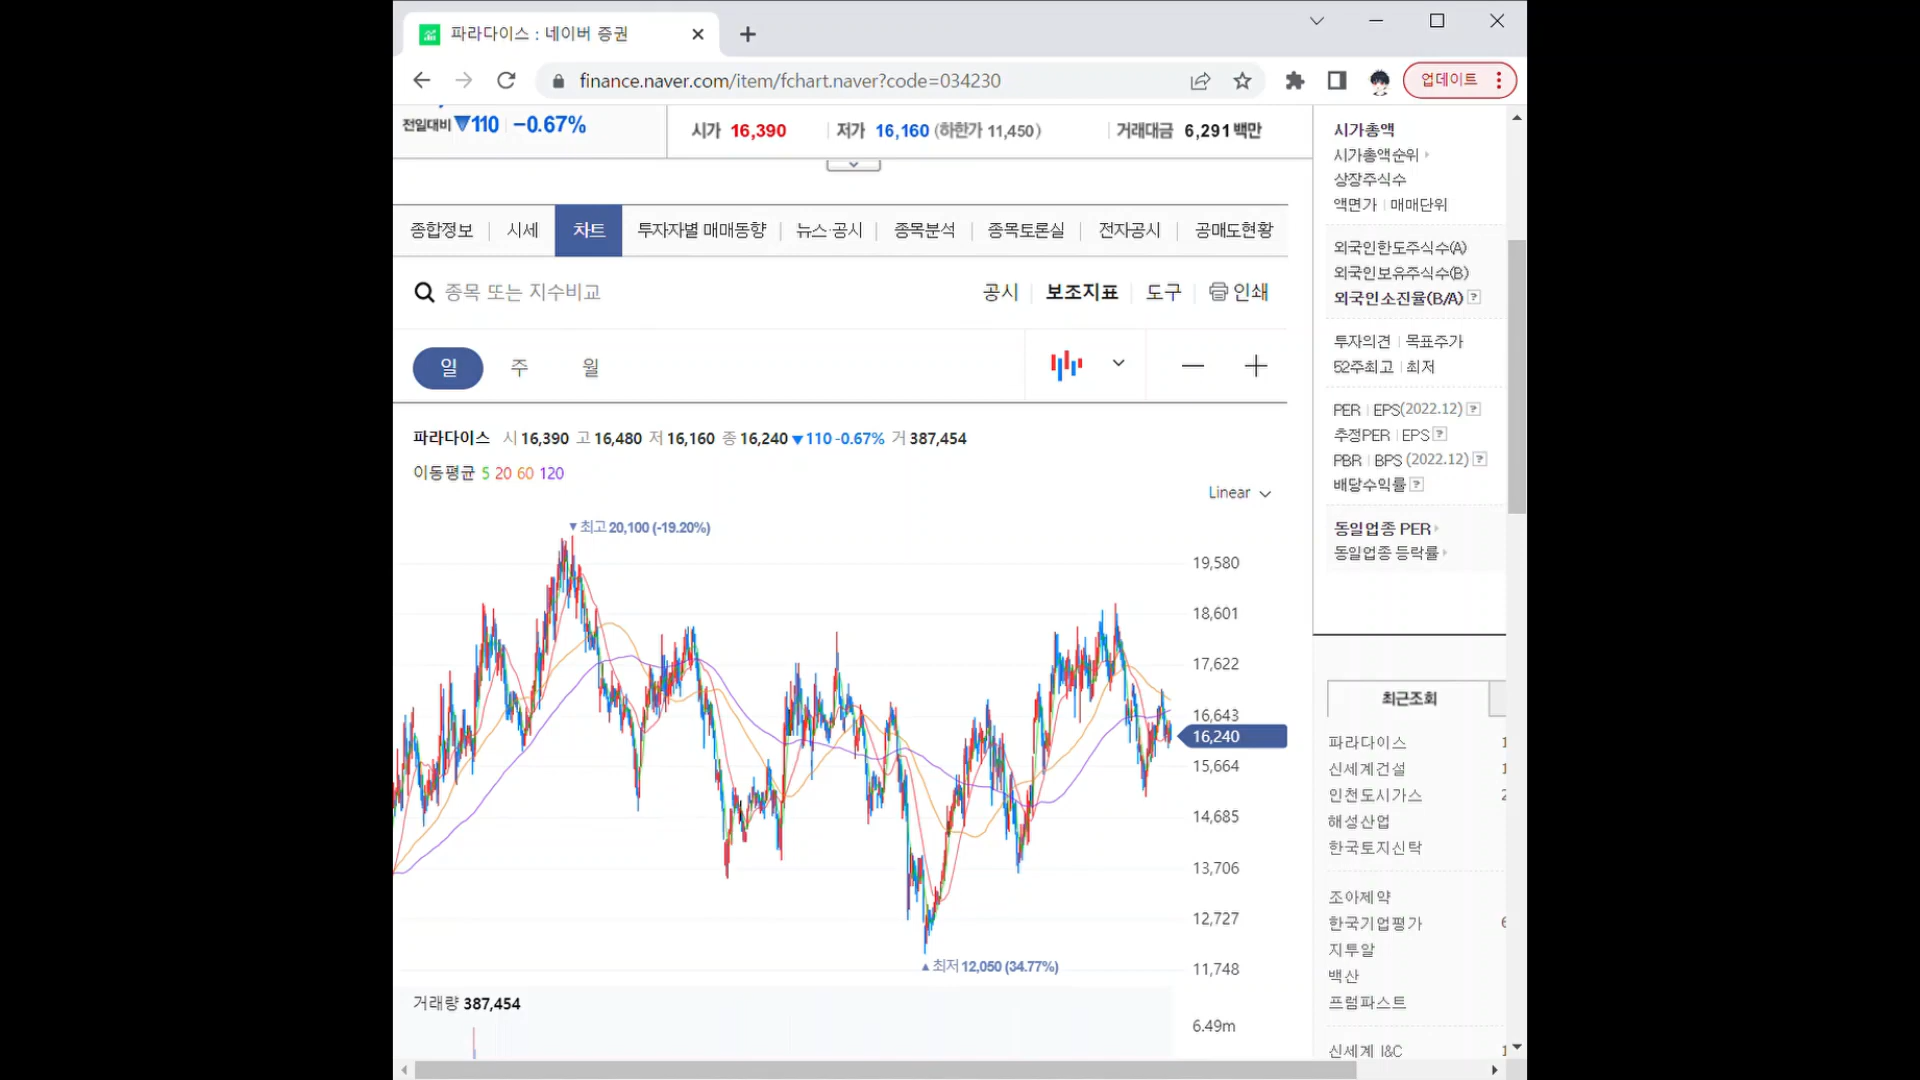 파라다이스 : 네이버 증권
finance.naver.com/item/fchart.naver?code=034230
업데이트
전일대비 ▼110 −0.67%
시가 16,390 저가 16,160 (하한가 11,450) 거래대금 6,291 백만
종합정보 시세 차트 투자자별 매매동향 뉴스·공시 종목분석 종목토론실 전자공시 공매도현황
종목 또는 지수비교
공시 보조지표 도구 인쇄
일 주 월
파라다이스 시 16,390 고 16,480 저 16,160 종 16,240 ▼110 -0.67% 거 387,454
이동평균 5 20 60 120
Linear
▼최고 20,100 (-19.20%)
19,580
18,601
17,622
16,643
16,240
15,664
14,685
13,706
12,727
11,748
▲최저 12,050 (34.77%)
거래량 387,454
6.49m
시가총액
시가총액순위
상장주식수
액면가 | 매매단위
외국인한도주식수(A)
외국인보유주식수(B)
외국인소진율(B/A) ?
투자의견 | 목표주가
52주최고 | 최저
PER | EPS(2022.12) ?
추정PER | EPS ?
PBR | BPS (2022.12) ?
배당수익률 ?
동일업종 PER
동일업종 등락률
최근조회
파라다이스 1
신세계건설 1
인천도시가스 2
해성산업
한국토지신탁
조아제약
한국기업평가 6
지투알
백산
프럼파스트
신세계 I&C 1